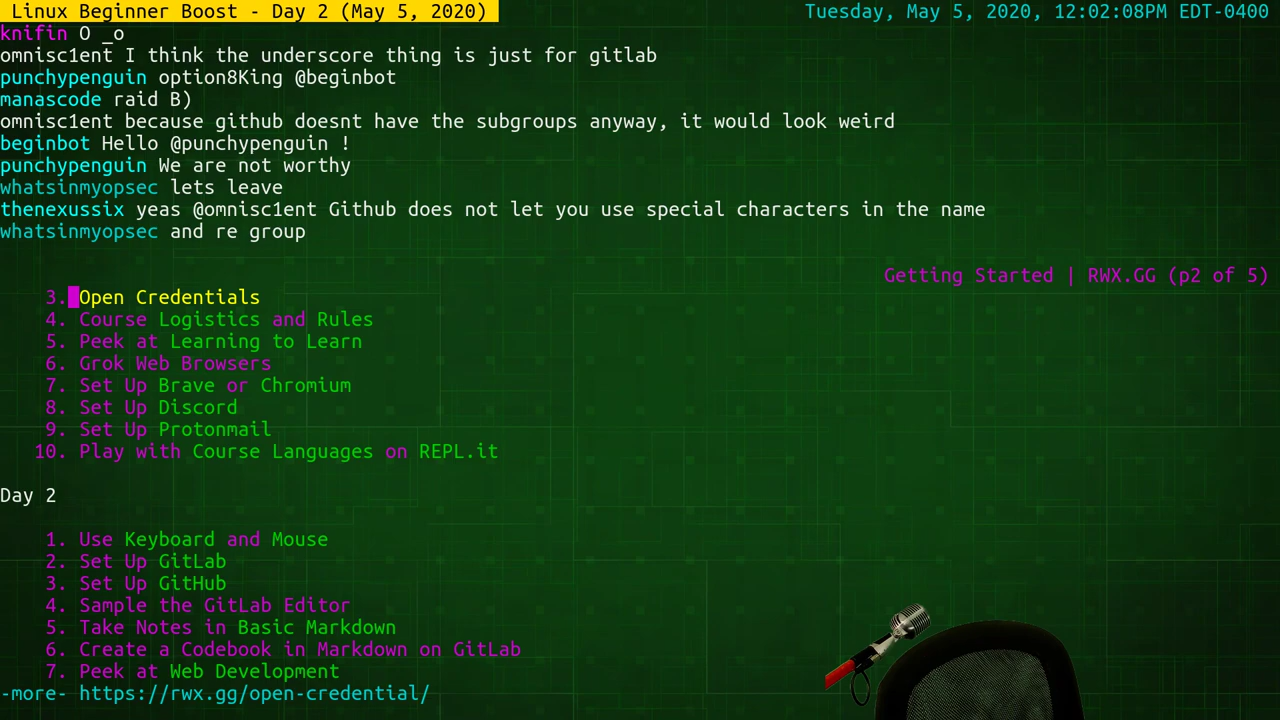 Linux Beginner Boost - Day 2 (May 5, 2020)
Tuesday, May 5, 2020, 12:02:08PM EDT-0400
knifin O _o
omnisc1ent I think the underscore thing is just for gitlab
punchypenguin option8King @beginbot
manascode raid B)
omnisc1ent because github doesnt have the subgroups anyway, it would look weird
beginbot Hello @punchypenguin !
punchypenguin We are not worthy
whatsinmyopsec lets leave
thenexussix yeas @omnisc1ent Github does not let you use special characters in the name
whatsinmyopsec and re group
Getting Started | RWX.GG (p2 of 5)
3. Open Credentials
4. Course Logistics and Rules
5. Peek at Learning to Learn
6. Grok Web Browsers
7. Set Up Brave or Chromium
8. Set Up Discord
9. Set Up Protonmail
10. Play with Course Languages on REPL.it
Day 2
1. Use Keyboard and Mouse
2. Set Up GitLab
3. Set Up GitHub
4. Sample the GitLab Editor
5. Take Notes in Basic Markdown
6. Create a Codebook in Markdown on GitLab
7. Peek at Web Development
-more- https://rwx.gg/open-credential/